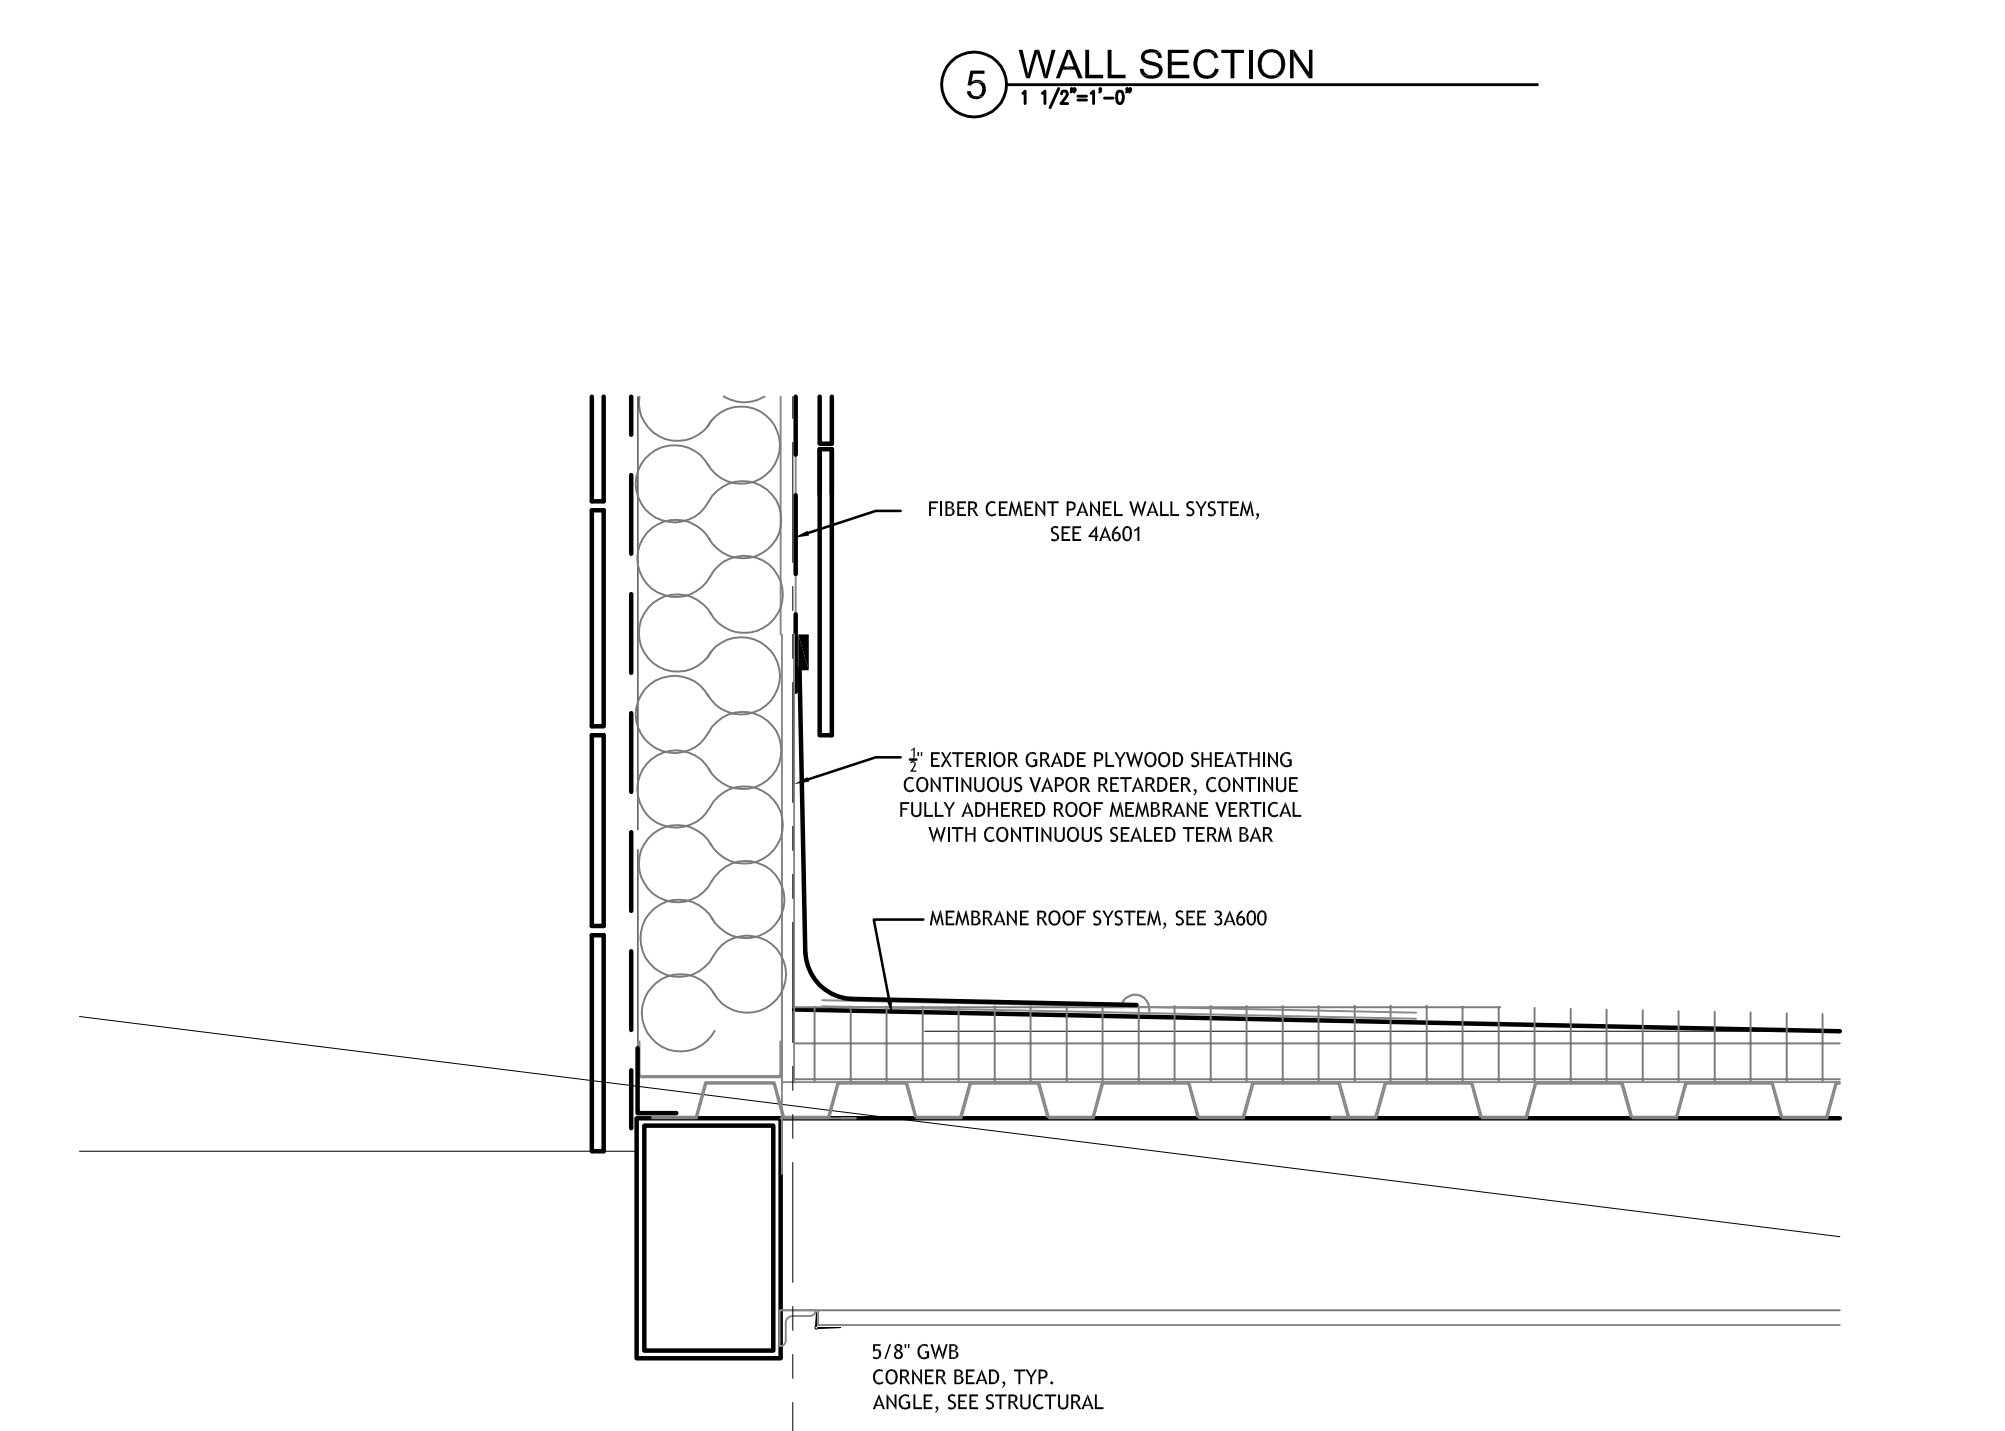 5 WALL SECTION
1 1/2"=1'-0"
FIBER CEMENT PANEL WALL SYSTEM,
SEE 4A601
1/2" EXTERIOR GRADE PLYWOOD SHEATHING
CONTINUOUS VAPOR RETARDER, CONTINUE
FULLY ADHERED ROOF MEMBRANE VERTICAL
WITH CONTINUOUS SEALED TERM BAR
MEMBRANE ROOF SYSTEM, SEE 3A600
5/8" GWB
CORNER BEAD, TYP.
ANGLE, SEE STRUCTURAL